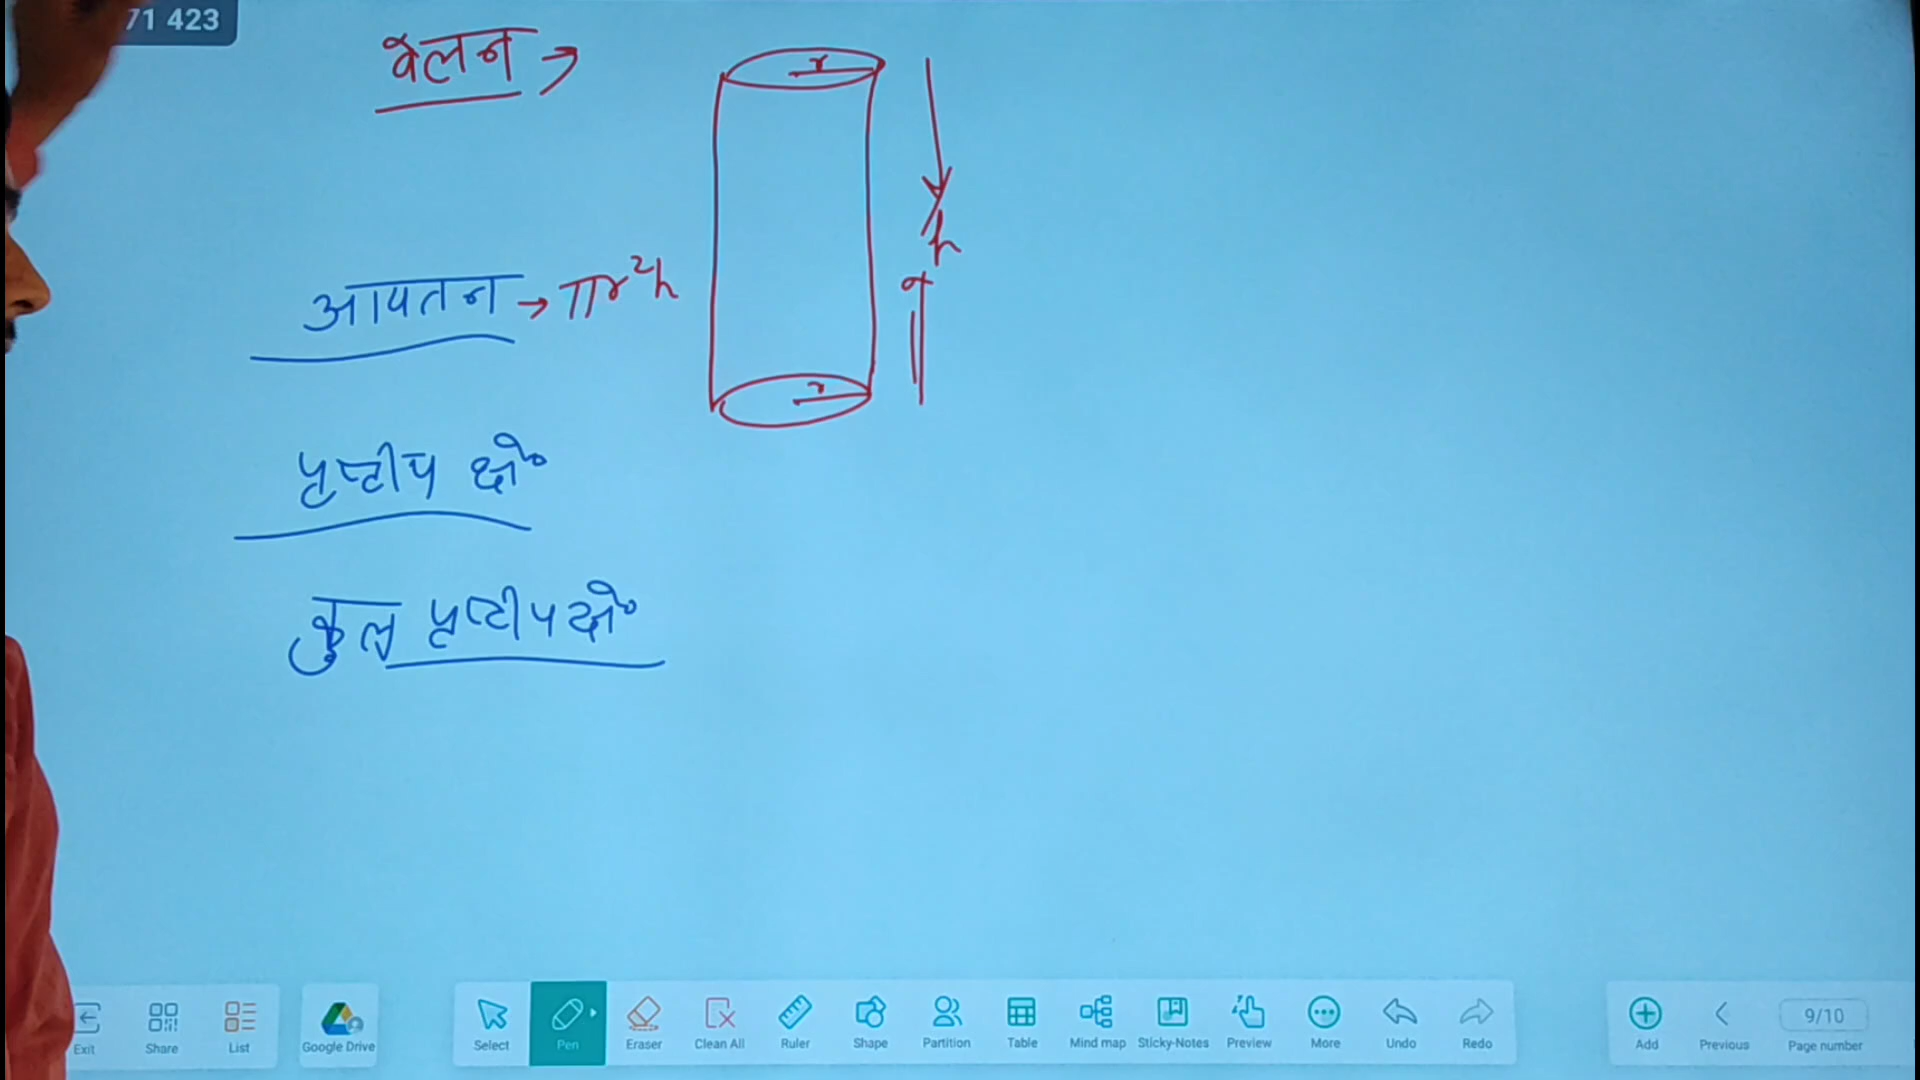 71 423
बेलन →
r
h
आयतन → πr²h
r
पृष्टीय क्षे०
कुल पृष्टीय क्षे०
Exit Share List Google Drive Select Pen Eraser Clean All Ruler Shape Partition Table Mind map Sticky-Notes Preview More Undo Redo Add Previous 9/10 Page number